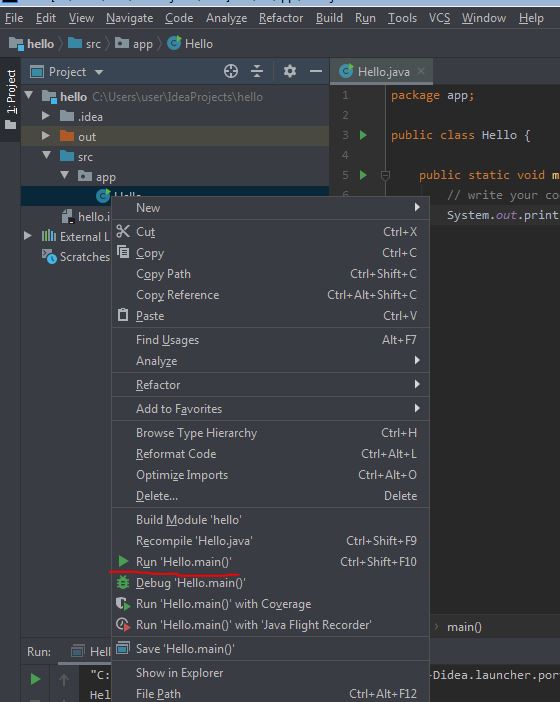 File Edit View Navigate Code Analyze Refactor Build Run Tools VCS Window Help
hello src app Hello
1: Project
Project
Hello.java
hello C:\Users\user\IdeaProjects\hello
.idea
out
src
app
Hello
hello.i
External L
Scratches
1 package app;
3 public class Hello {
5 public static void m
6 // write your co
System.out.print
New
Cut Ctrl+X
Copy Ctrl+C
Copy Path Ctrl+Shift+C
Copy Reference Ctrl+Alt+Shift+C
Paste Ctrl+V
Find Usages Alt+F7
Analyze
Refactor
Add to Favorites
Browse Type Hierarchy Ctrl+H
Reformat Code Ctrl+Alt+L
Optimize Imports Ctrl+Alt+O
Delete... Delete
Build Module 'hello'
Recompile 'Hello.java' Ctrl+Shift+F9
Run 'Hello.main()' Ctrl+Shift+F10
Debug 'Hello.main()'
Run 'Hello.main()' with Coverage
Run 'Hello.main()' with 'Java Flight Recorder'
Save 'Hello.main()'
Show in Explorer
File Path Ctrl+Alt+F12
main()
Run: Hell
"C: -Didea.launcher.por
Hel